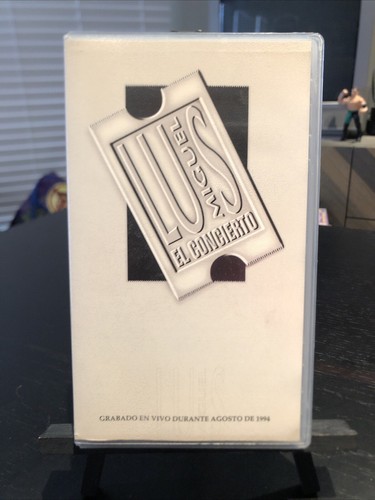 LUIS
MIGUEL
EL CONCIERTO
GRABADO EN VIVO DURANTE AGOSTO DE 1994